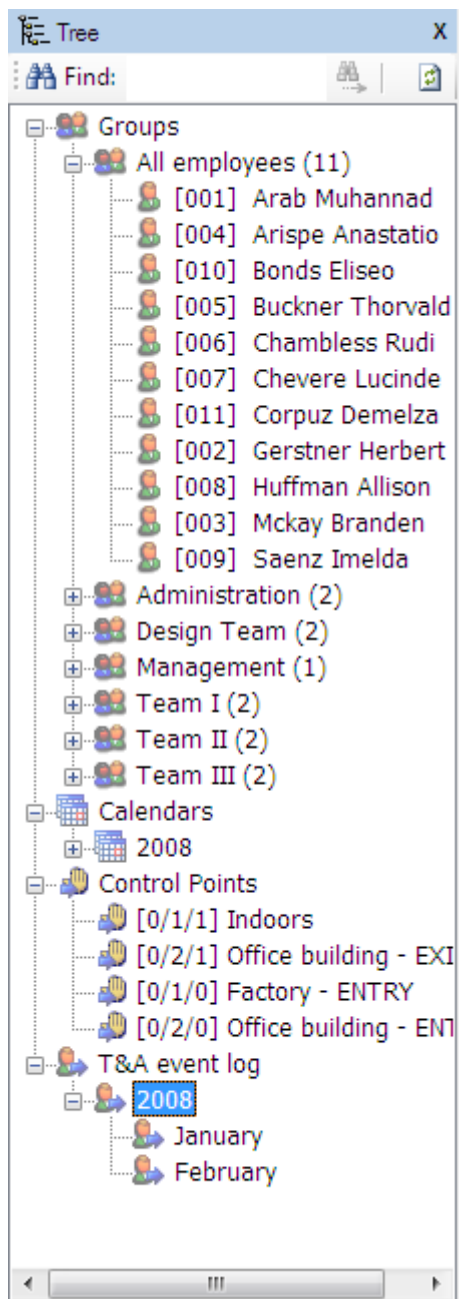 Tree X
Find:
Groups
All employees (11)
[001] Arab Muhannad
[004] Arispe Anastatio
[010] Bonds Eliseo
[005] Buckner Thorvald
[006] Chambless Rudi
[007] Chevere Lucinde
[011] Corpuz Demelza
[002] Gerstner Herbert
[008] Huffman Allison
[003] Mckay Branden
[009] Saenz Imelda
Administration (2)
Design Team (2)
Management (1)
Team I (2)
Team II (2)
Team III (2)
Calendars
2008
Control Points
[0/1/1] Indoors
[0/2/1] Office building - EXI
[0/1/0] Factory - ENTRY
[0/2/0] Office building - ENT
T&A event log
2008
January
February